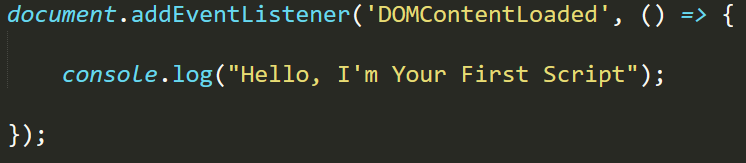 document.addEventListener('DOMContentLoaded', () => {
    console.log("Hello, I'm Your First Script");
});